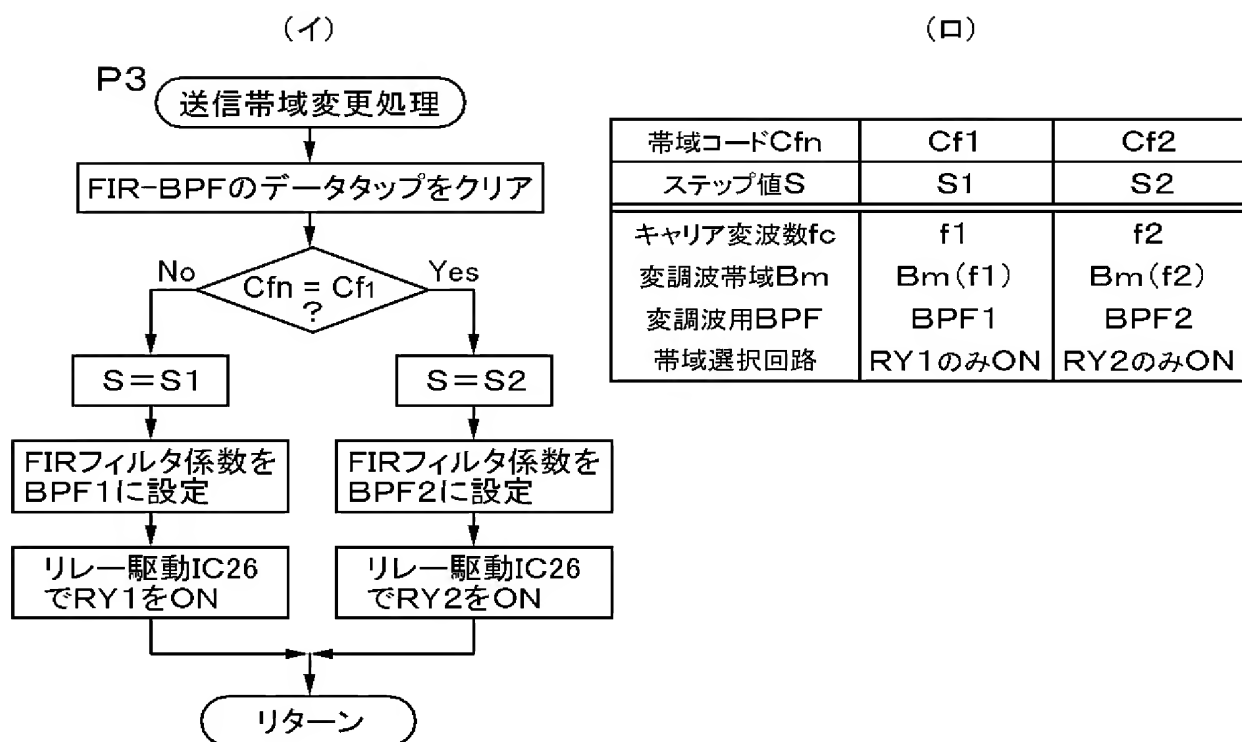 (イ)
P3
送信帯域変更処理
FIR-BPFのデータタップをクリア
No
Cfn = Cf1
?
Yes
S=S1
S=S2
FIRフィルタ係数を
BPF1に設定
FIRフィルタ係数を
BPF2に設定
リレー駆動IC26
でRY1をON
リレー駆動IC26
でRY2をON
リターン
(ロ)
帯域コードCfn Cf1 Cf2
ステップ値S S1 S2
キャリア変波数fc f1 f2
変調波帯域Bm Bm(f1) Bm(f2)
変調波用BPF BPF1 BPF2
帯域選択回路 RY1のみON RY2のみON